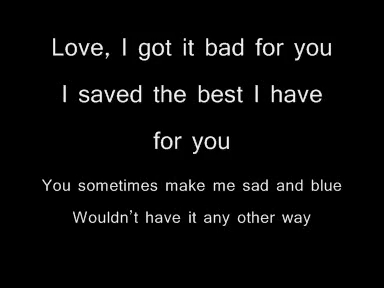 Love, I got it bad for you
I saved the best I have
for you
You sometimes make me sad and blue
Wouldn't have it any other way